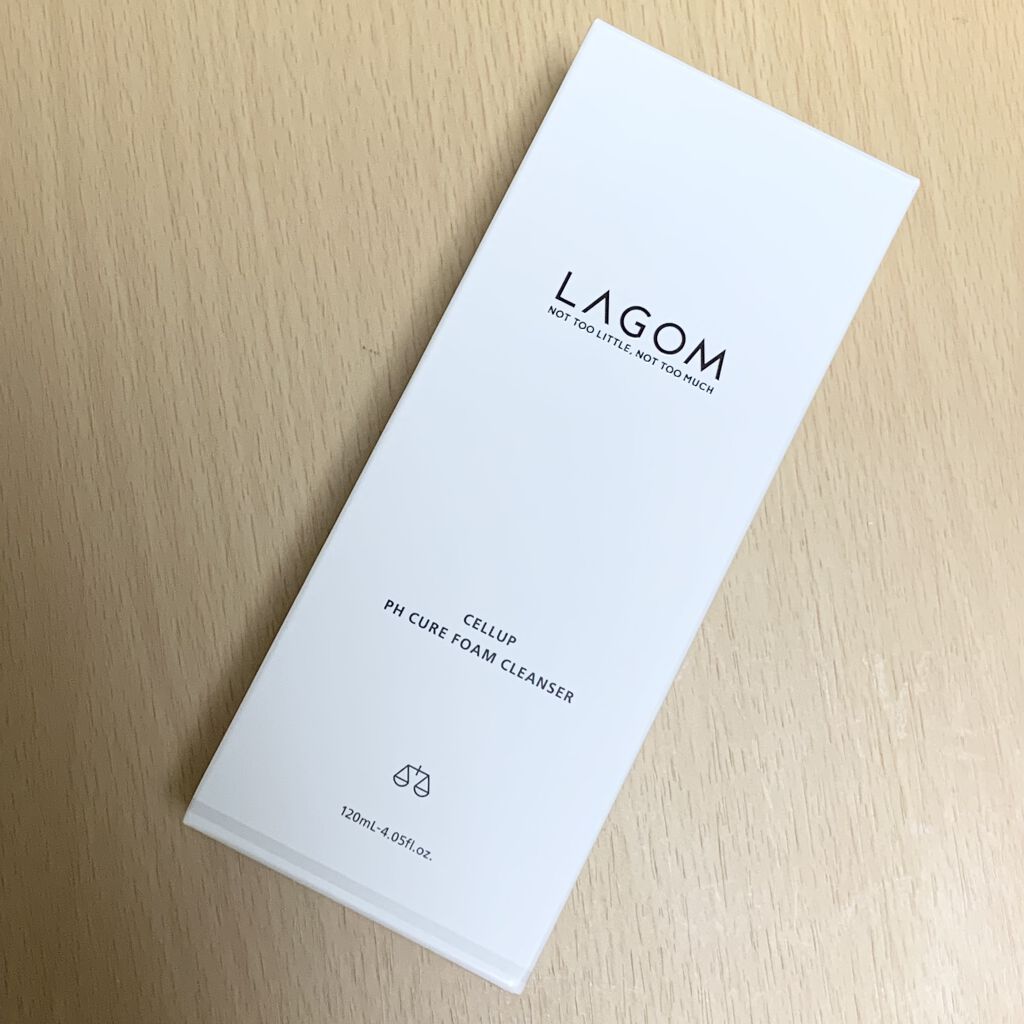 LAGOM
NOT TOO LITTLE, NOT TOO MUCH
CELLUP
PH CURE FOAM CLEANSER
120mL-4.05fl.oz.